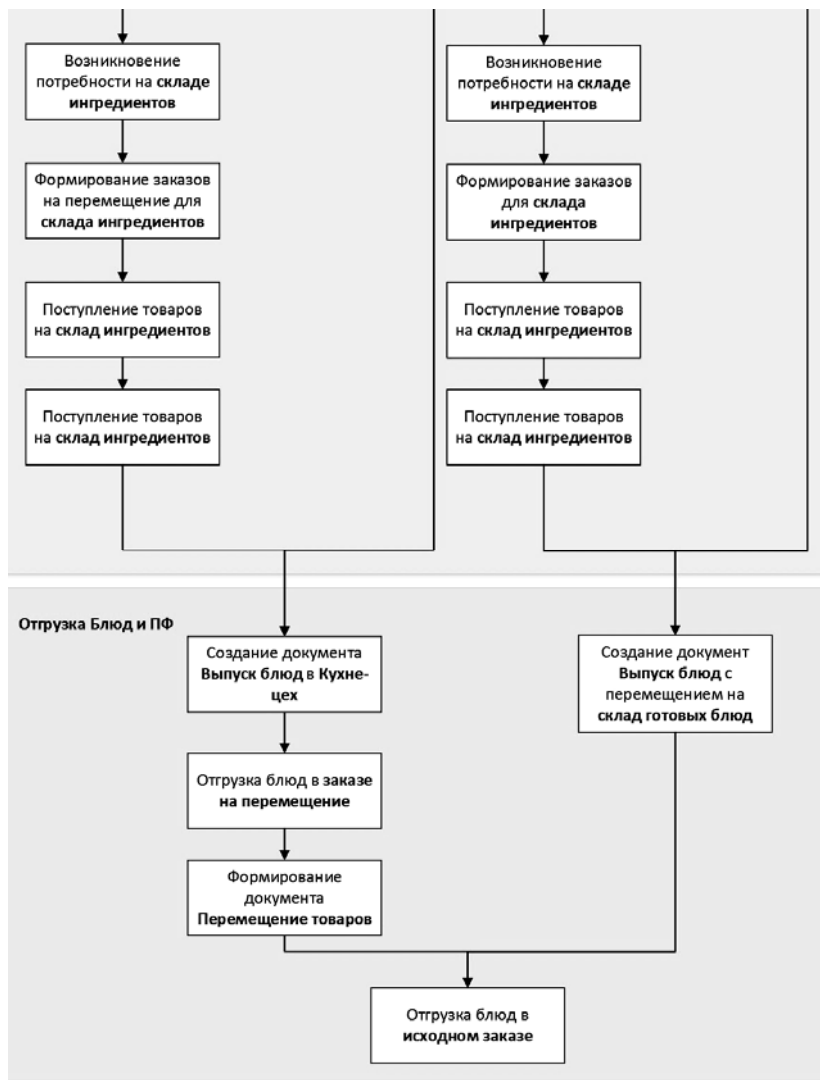 Возникновение
потребности на складе
ингредиентов
Формирование заказов
на перемещение для
склада ингредиентов
Поступление товаров
на склад ингредиентов
Поступление товаров
на склад ингредиентов
Возникновение
потребности на складе
ингредиентов
Формирование заказов
для склада
ингредиентов
Поступление товаров
на склад ингредиентов
Поступление товаров
на склад ингредиентов
Отгрузка Блюд и ПФ
Создание документа
Выпуск блюд в Кухне-
цех
Отгрузка блюд в заказе
на перемещение
Формирование
документа
Перемещение товаров
Создание документ
Выпуск блюд с
перемещением на
склад готовых блюд
Отгрузка блюд в
исходном заказе